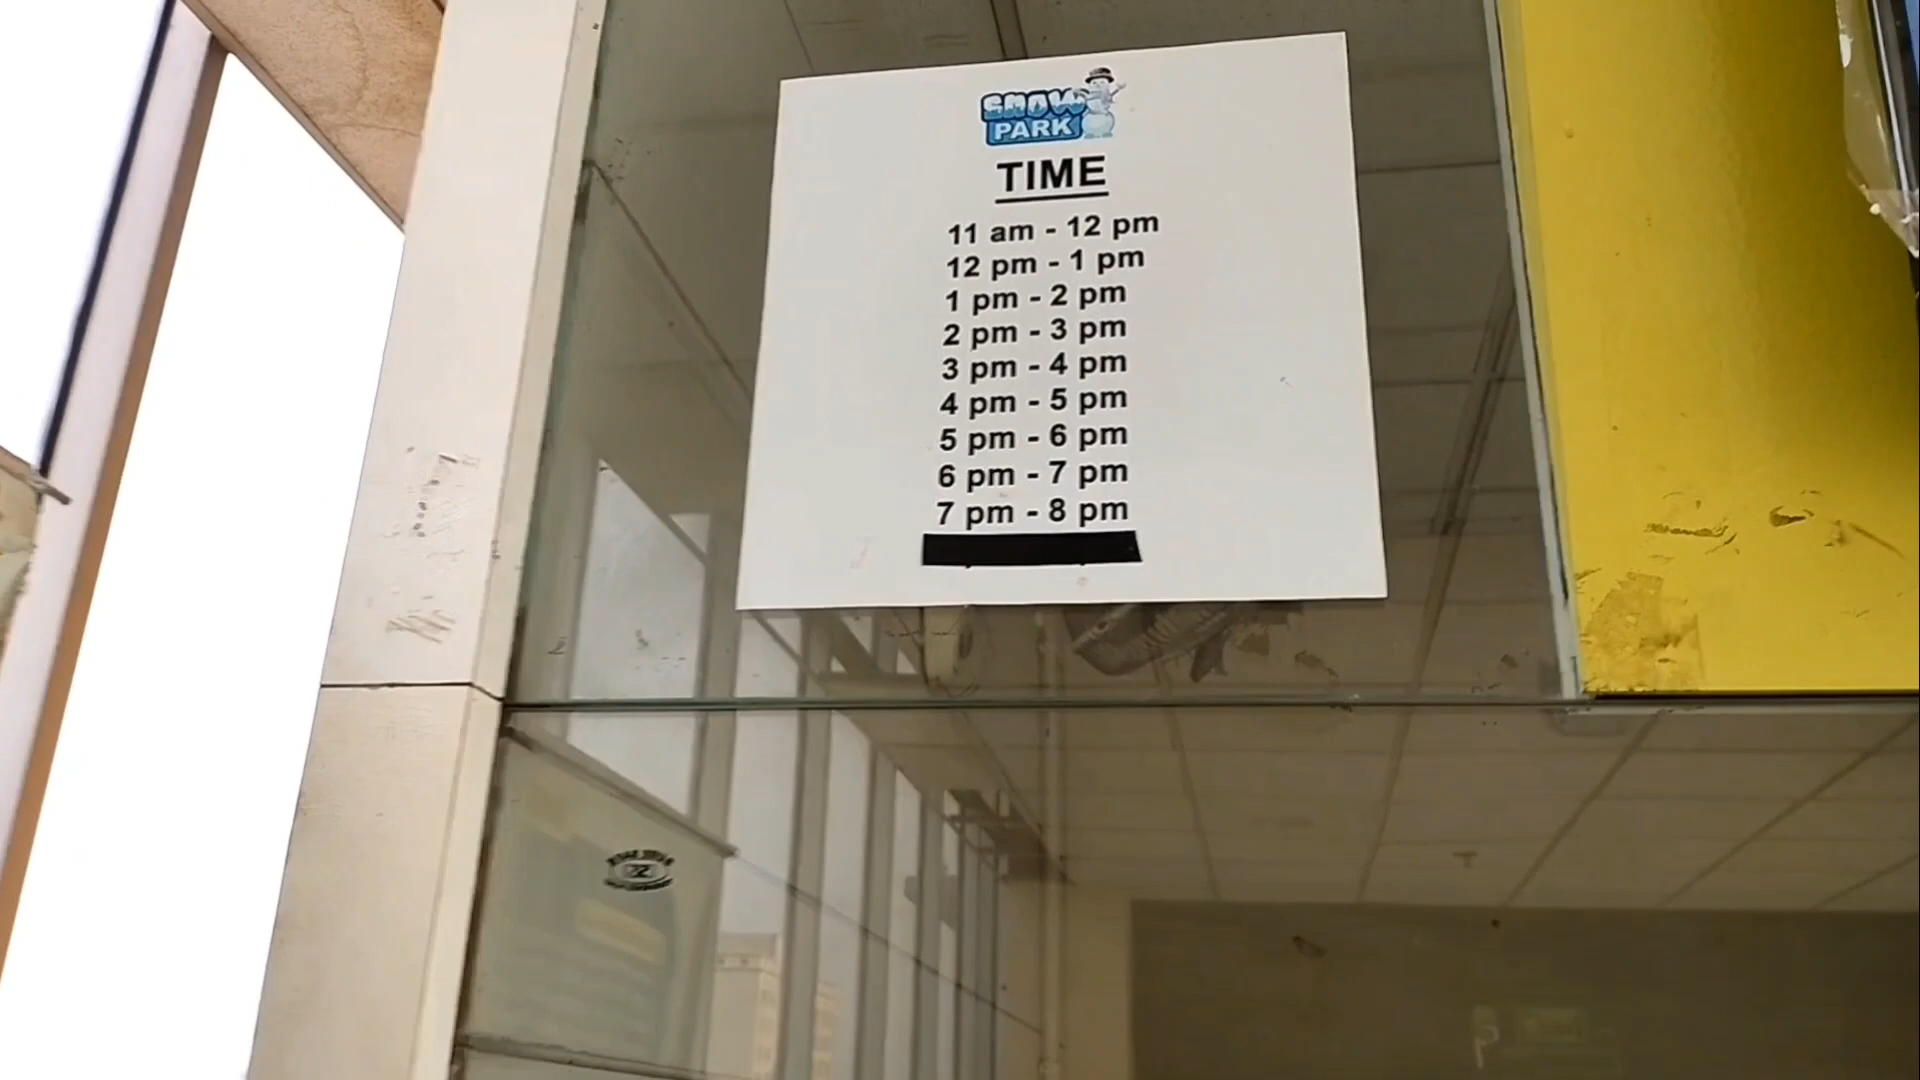 SNOW
PARK
TIME
11 am - 12 pm
12 pm - 1 pm
1 pm - 2 pm
2 pm - 3 pm
3 pm - 4 pm
4 pm - 5 pm
5 pm - 6 pm
6 pm - 7 pm
7 pm - 8 pm